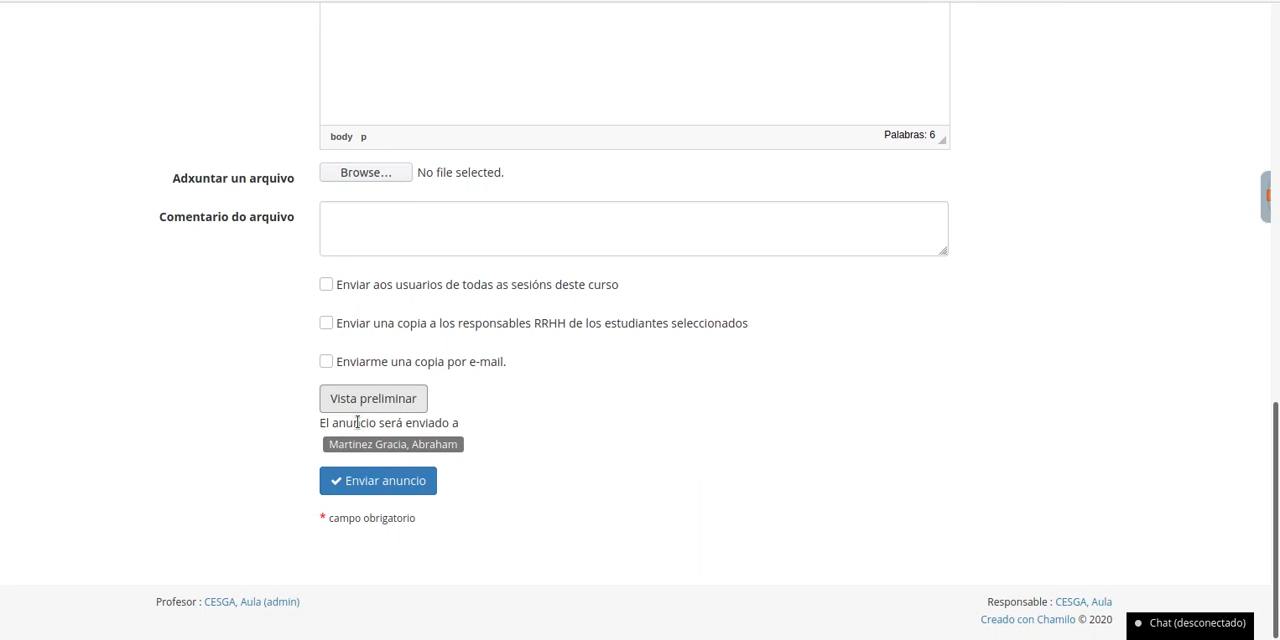 body p
Palabras: 6
Adxuntar un arquivo
Browse... No file selected.
Comentario do arquivo
Enviar aos usuarios de todas as sesións deste curso
Enviar una copia a los responsables RRHH de los estudiantes seleccionados
Enviarme una copia por e-mail.
Vista preliminar
El anuncio será enviado a
Martinez Gracia, Abraham
Enviar anuncio
* campo obrigatorio
Profesor : CESGA, Aula (admin)
Responsable : CESGA, Aula
Creado con Chamilo © 2020
Chat (desconectado)